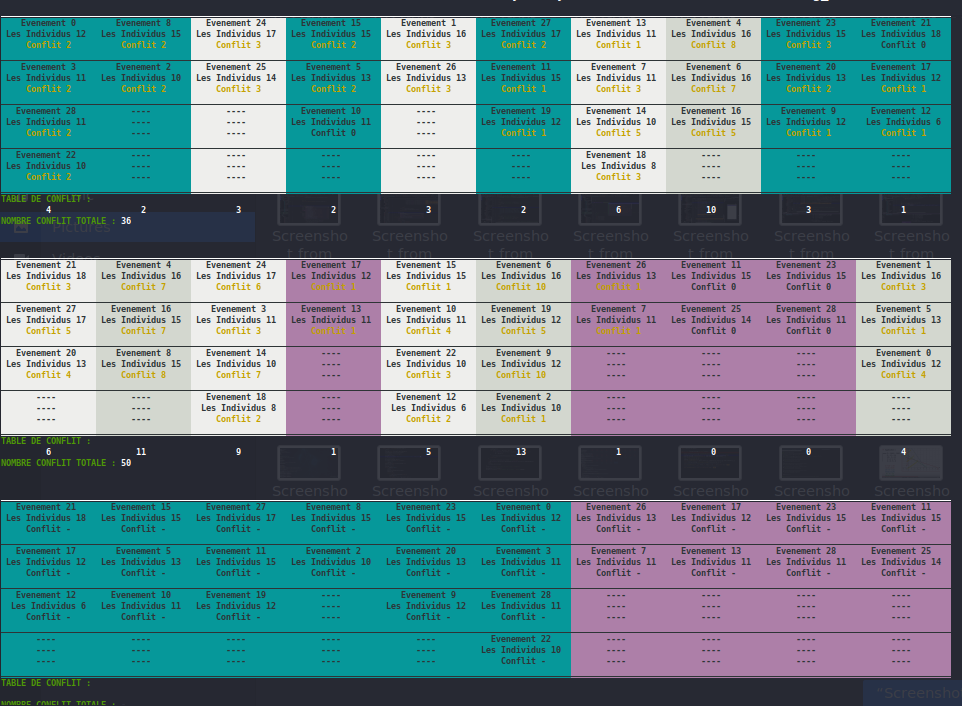 Evenement 0 Evenement 8 Evenement 24 Evenement 15 Evenement 1 Evenement 27 Evenement 13 Evenement 4 Evenement 23 Evenement 21
Les Individus 12 Les Individus 15 Les Individus 17 Les Individus 15 Les Individus 16 Les Individus 17 Les Individus 11 Les Individus 16 Les Individus 15 Les Individus 18
Conflit 2 Conflit 2 Conflit 3 Conflit 2 Conflit 3 Conflit 2 Conflit 1 Conflit 8 Conflit 3 Conflit 0
Evenement 3 Evenement 2 Evenement 25 Evenement 5 Evenement 26 Evenement 11 Evenement 7 Evenement 6 Evenement 20 Evenement 17
Les Individus 11 Les Individus 10 Les Individus 14 Les Individus 13 Les Individus 13 Les Individus 15 Les Individus 11 Les Individus 16 Les Individus 13 Les Individus 12
Conflit 2 Conflit 2 Conflit 3 Conflit 2 Conflit 3 Conflit 1 Conflit 3 Conflit 7 Conflit 2 Conflit 1
Evenement 28 ---- ---- Evenement 10 ---- Evenement 19 Evenement 14 Evenement 16 Evenement 9 Evenement 12
Les Individus 11 ---- ---- Les Individus 11 ---- Les Individus 12 Les Individus 10 Les Individus 15 Les Individus 12 Les Individus 6
Conflit 2 ---- ---- Conflit 0 ---- Conflit 1 Conflit 5 Conflit 5 Conflit 1 Conflit 1
Evenement 22 ---- ---- ---- ---- ---- Evenement 18 ---- ---- ----
Les Individus 10 ---- ---- ---- ---- ---- Les Individus 8 ---- ---- ----
Conflit 2 ---- ---- ---- ---- ---- Conflit 3 ---- ---- ----
TABLE DE CONFLIT :
4 2 3 2 3 2 6 10 3 1
NOMBRE CONFLIT TOTALE : 36
Pictures
Screensho Screensho Screensho Screensho Screensho Screensho Screensho
t from t from t from t from t from t from t from
Evenement 21 Evenement 4 Evenement 24 Evenement 17 Evenement 15 Evenement 6 Evenement 26 Evenement 11 Evenement 23 Evenement 1
Les Individus 18 Les Individus 16 Les Individus 17 Les Individus 12 Les Individus 15 Les Individus 16 Les Individus 13 Les Individus 15 Les Individus 15 Les Individus 16
Conflit 3 Conflit 7 Conflit 6 Conflit 1 Conflit 1 Conflit 10 Conflit 1 Conflit 0 Conflit 0 Conflit 3
Evenement 27 Evenement 16 Evenement 3 Evenement 13 Evenement 10 Evenement 19 Evenement 7 Evenement 25 Evenement 28 Evenement 5
Les Individus 17 Les Individus 15 Les Individus 11 Les Individus 11 Les Individus 11 Les Individus 12 Les Individus 11 Les Individus 14 Les Individus 11 Les Individus 13
Conflit 5 Conflit 7 Conflit 3 Conflit 1 Conflit 4 Conflit 5 Conflit 1 Conflit 0 Conflit 0 Conflit 1
Evenement 20 Evenement 8 Evenement 14 ---- Evenement 22 Evenement 9 ---- ---- ---- Evenement 0
Les Individus 13 Les Individus 15 Les Individus 10 ---- Les Individus 10 Les Individus 12 ---- ---- ---- Les Individus 12
Conflit 4 Conflit 8 Conflit 7 ---- Conflit 3 Conflit 10 ---- ---- ---- Conflit 4
---- ---- Evenement 18 ---- Evenement 12 Evenement 2 ---- ---- ---- ----
---- ---- Les Individus 8 ---- Les Individus 6 Les Individus 10 ---- ---- ---- ----
---- ---- Conflit 2 ---- Conflit 2 Conflit 1 ---- ---- ---- ----
TABLE DE CONFLIT :
6 11 9 1 5 13 1 0 0 4
NOMBRE CONFLIT TOTALE : 50
Screensho Screensho Screensho Screensho Screensho Screensho Screensho
Evenement 21 Evenement 15 Evenement 27 Evenement 8 Evenement 23 Evenement 0 Evenement 26 Evenement 17 Evenement 23 Evenement 11
Les Individus 18 Les Individus 15 Les Individus 17 Les Individus 15 Les Individus 15 Les Individus 12 Les Individus 13 Les Individus 12 Les Individus 15 Les Individus 15
Conflit - Conflit - Conflit - Conflit - Conflit - Conflit - Conflit - Conflit - Conflit - Conflit -
Evenement 17 Evenement 5 Evenement 11 Evenement 2 Evenement 20 Evenement 3 Evenement 7 Evenement 13 Evenement 28 Evenement 25
Les Individus 12 Les Individus 13 Les Individus 15 Les Individus 10 Les Individus 13 Les Individus 11 Les Individus 11 Les Individus 11 Les Individus 11 Les Individus 14
Conflit - Conflit - Conflit - Conflit - Conflit - Conflit - Conflit - Conflit - Conflit - Conflit -
Evenement 12 Evenement 10 Evenement 19 ---- Evenement 9 Evenement 28 ---- ---- ---- ----
Les Individus 6 Les Individus 11 Les Individus 12 ---- Les Individus 12 Les Individus 11 ---- ---- ---- ----
Conflit - Conflit - Conflit - ---- Conflit - Conflit - ---- ---- ---- ----
---- ---- ---- ---- ---- Evenement 22 ---- ---- ---- ----
---- ---- ---- ---- ---- Les Individus 10 ---- ---- ---- ----
---- ---- ---- ---- ---- Conflit - ---- ---- ---- ----
TABLE DE CONFLIT :
"Screensho
NOMBRE CONFLIT TOTALE :